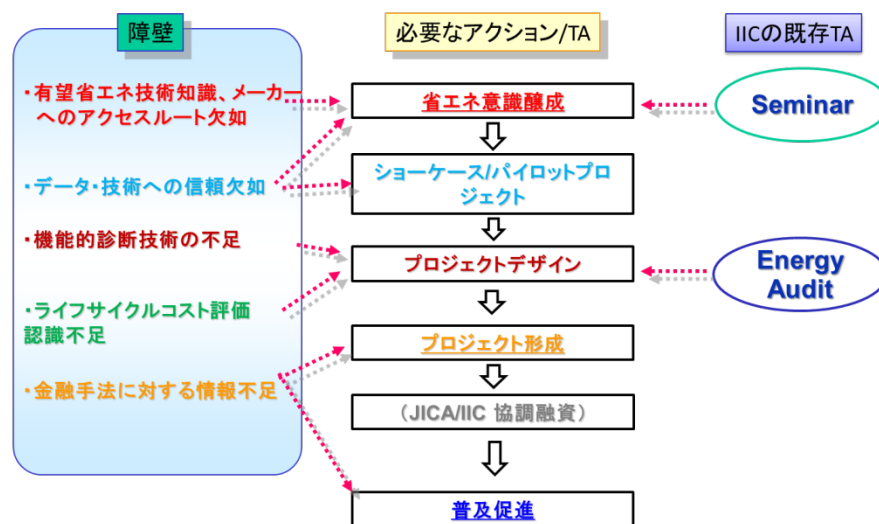 障壁
必要なアクション/TA
IICの既存TA
・有望省エネ技術知識、メーカー
へのアクセスルート欠如
・データ・技術への信頼欠如
・機能的診断技術の不足
・ライフサイクルコスト評価
認識不足
・金融手法に対する情報不足
省エネ意識醸成
ショーケース/パイロットプロ
ジェクト
プロジェクトデザイン
プロジェクト形成
（JICA/IIC 協調融資）
普及促進
Seminar
Energy
Audit